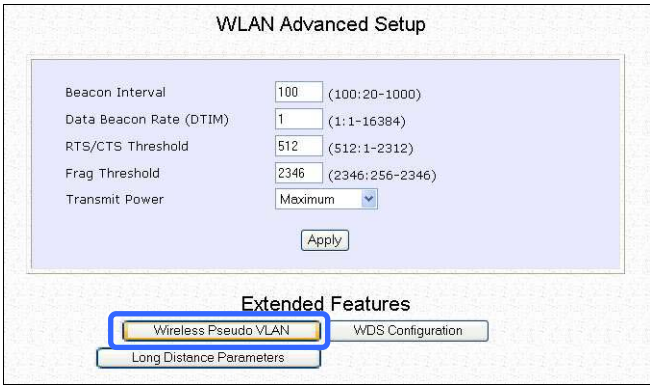 WLAN Advanced Setup
Beacon Interval 100 (100:20-1000)
Data Beacon Rate (DTIM) 1 (1:1-16384)
RTS/CTS Threshold 512 (512:1-2312)
Frag Threshold 2346 (2346:256-2346)
Transmit Power Maximum
Apply
Extended Features
Wireless Pseudo VLAN WDS Configuration
Long Distance Parameters